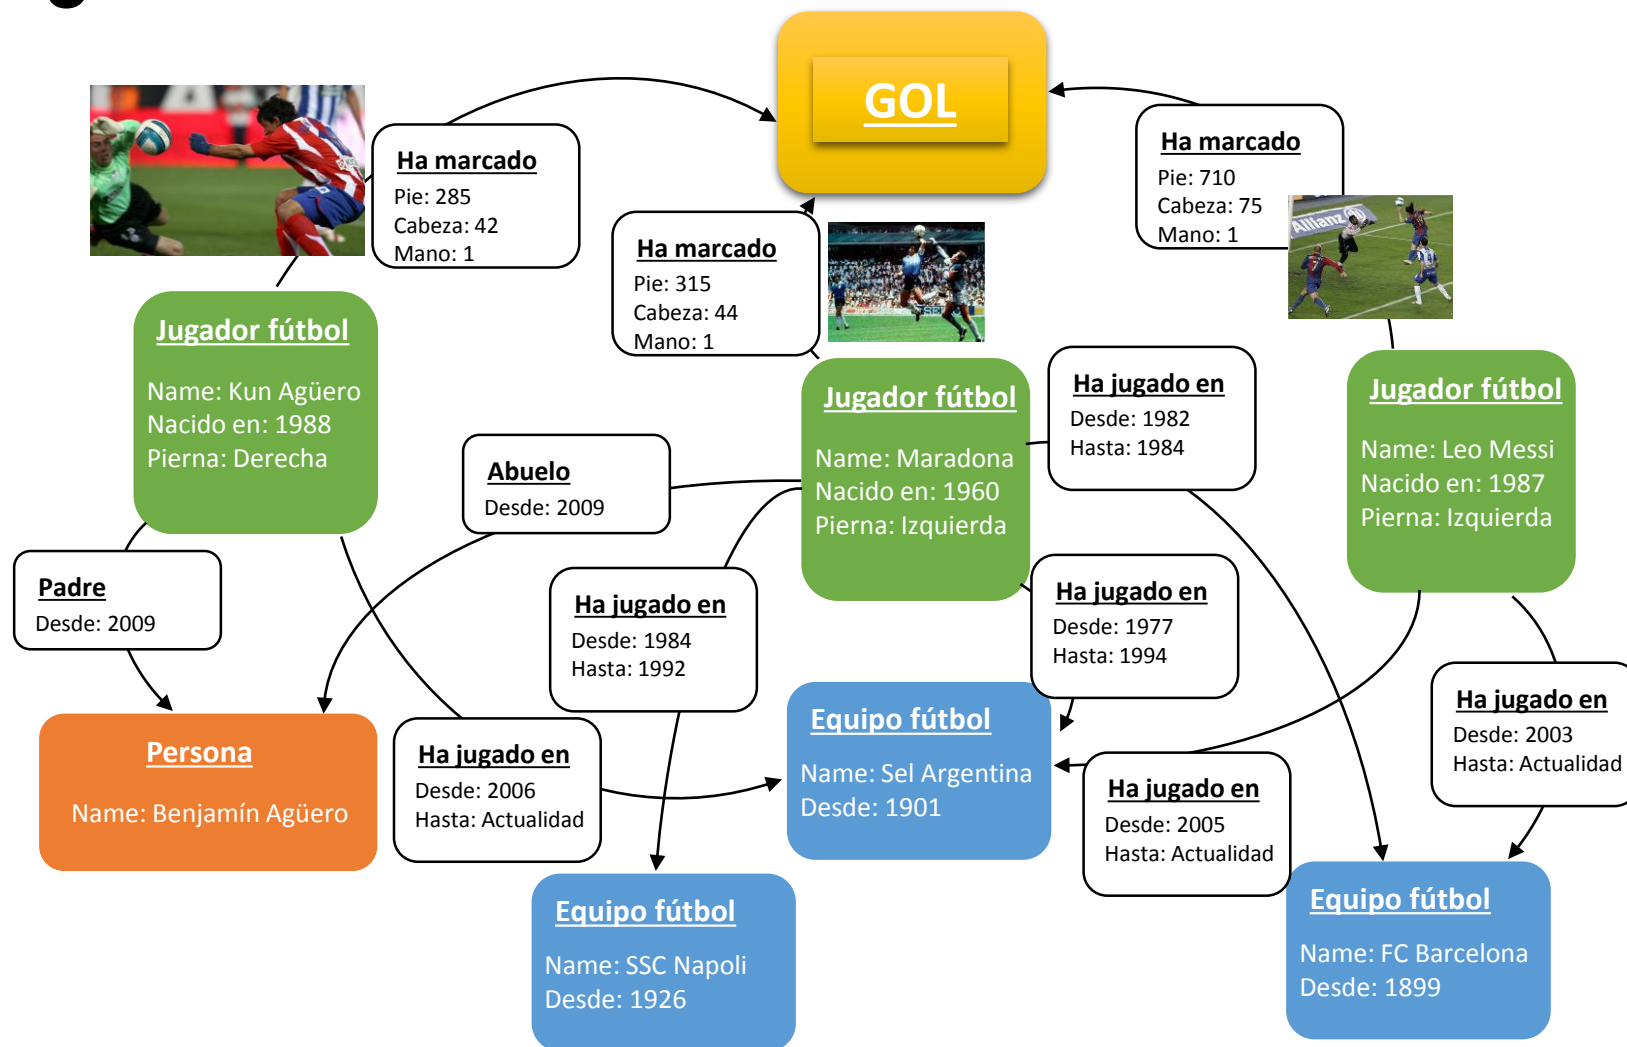 GOL
Ha marcado
Pie: 285
Cabeza: 42
Mano: 1
Ha marcado
Pie: 315
Cabeza: 44
Mano: 1
Ha marcado
Pie: 710
Cabeza: 75
Mano: 1
Allianz
Jugador fútbol
Name: Kun Agüero
Nacido en: 1988
Pierna: Derecha
Jugador fútbol
Name: Maradona
Nacido en: 1960
Pierna: Izquierda
Ha jugado en
Desde: 1982
Hasta: 1984
Jugador fútbol
Name: Leo Messi
Nacido en: 1987
Pierna: Izquierda
Abuelo
Desde: 2009
Padre
Desde: 2009
Ha jugado en
Desde: 1984
Hasta: 1992
Ha jugado en
Desde: 1977
Hasta: 1994
Persona
Name: Benjamín Agüero
Ha jugado en
Desde: 2006
Hasta: Actualidad
Equipo fútbol
Name: Sel Argentina
Desde: 1901
Ha jugado en
Desde: 2005
Hasta: Actualidad
Ha jugado en
Desde: 2003
Hasta: Actualidad
Equipo fútbol
Name: SSC Napoli
Desde: 1926
Equipo fútbol
Name: FC Barcelona
Desde: 1899